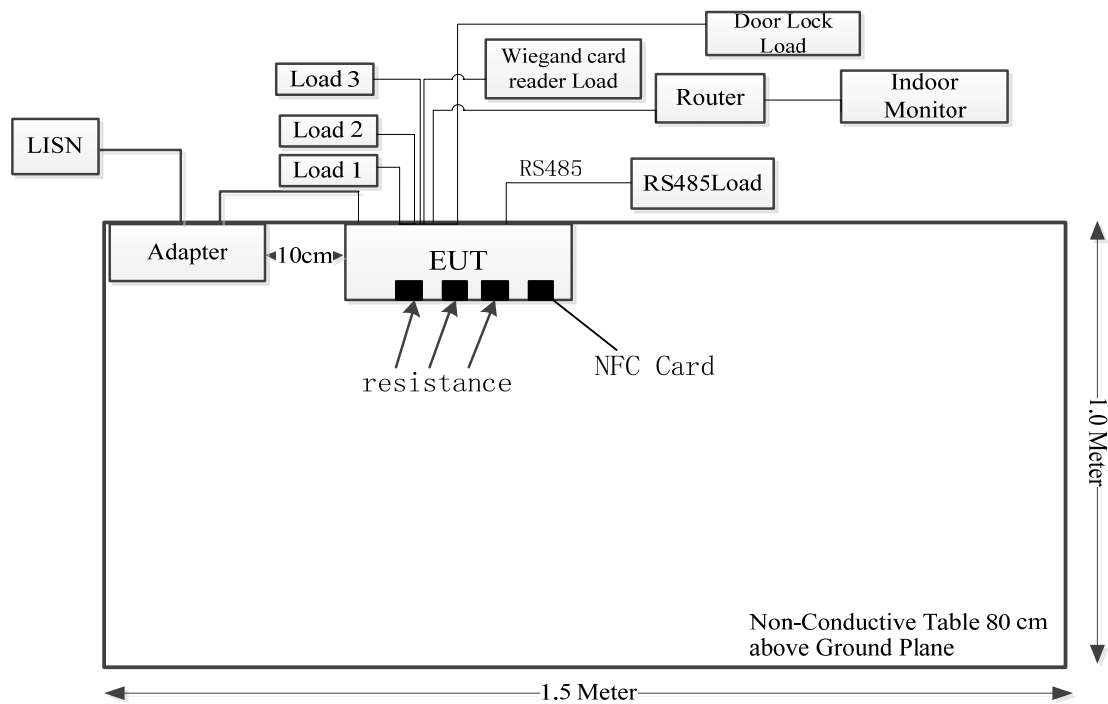 Door Lock
Load
Wiegand card
reader Load
Load 3
Router
Indoor
Monitor
LISN
Load 2
Load 1
RS485
RS485Load
Adapter
10cm
EUT
NFC Card
resistance
1.0 Meter
Non-Conductive Table 80 cm
above Ground Plane
1.5 Meter